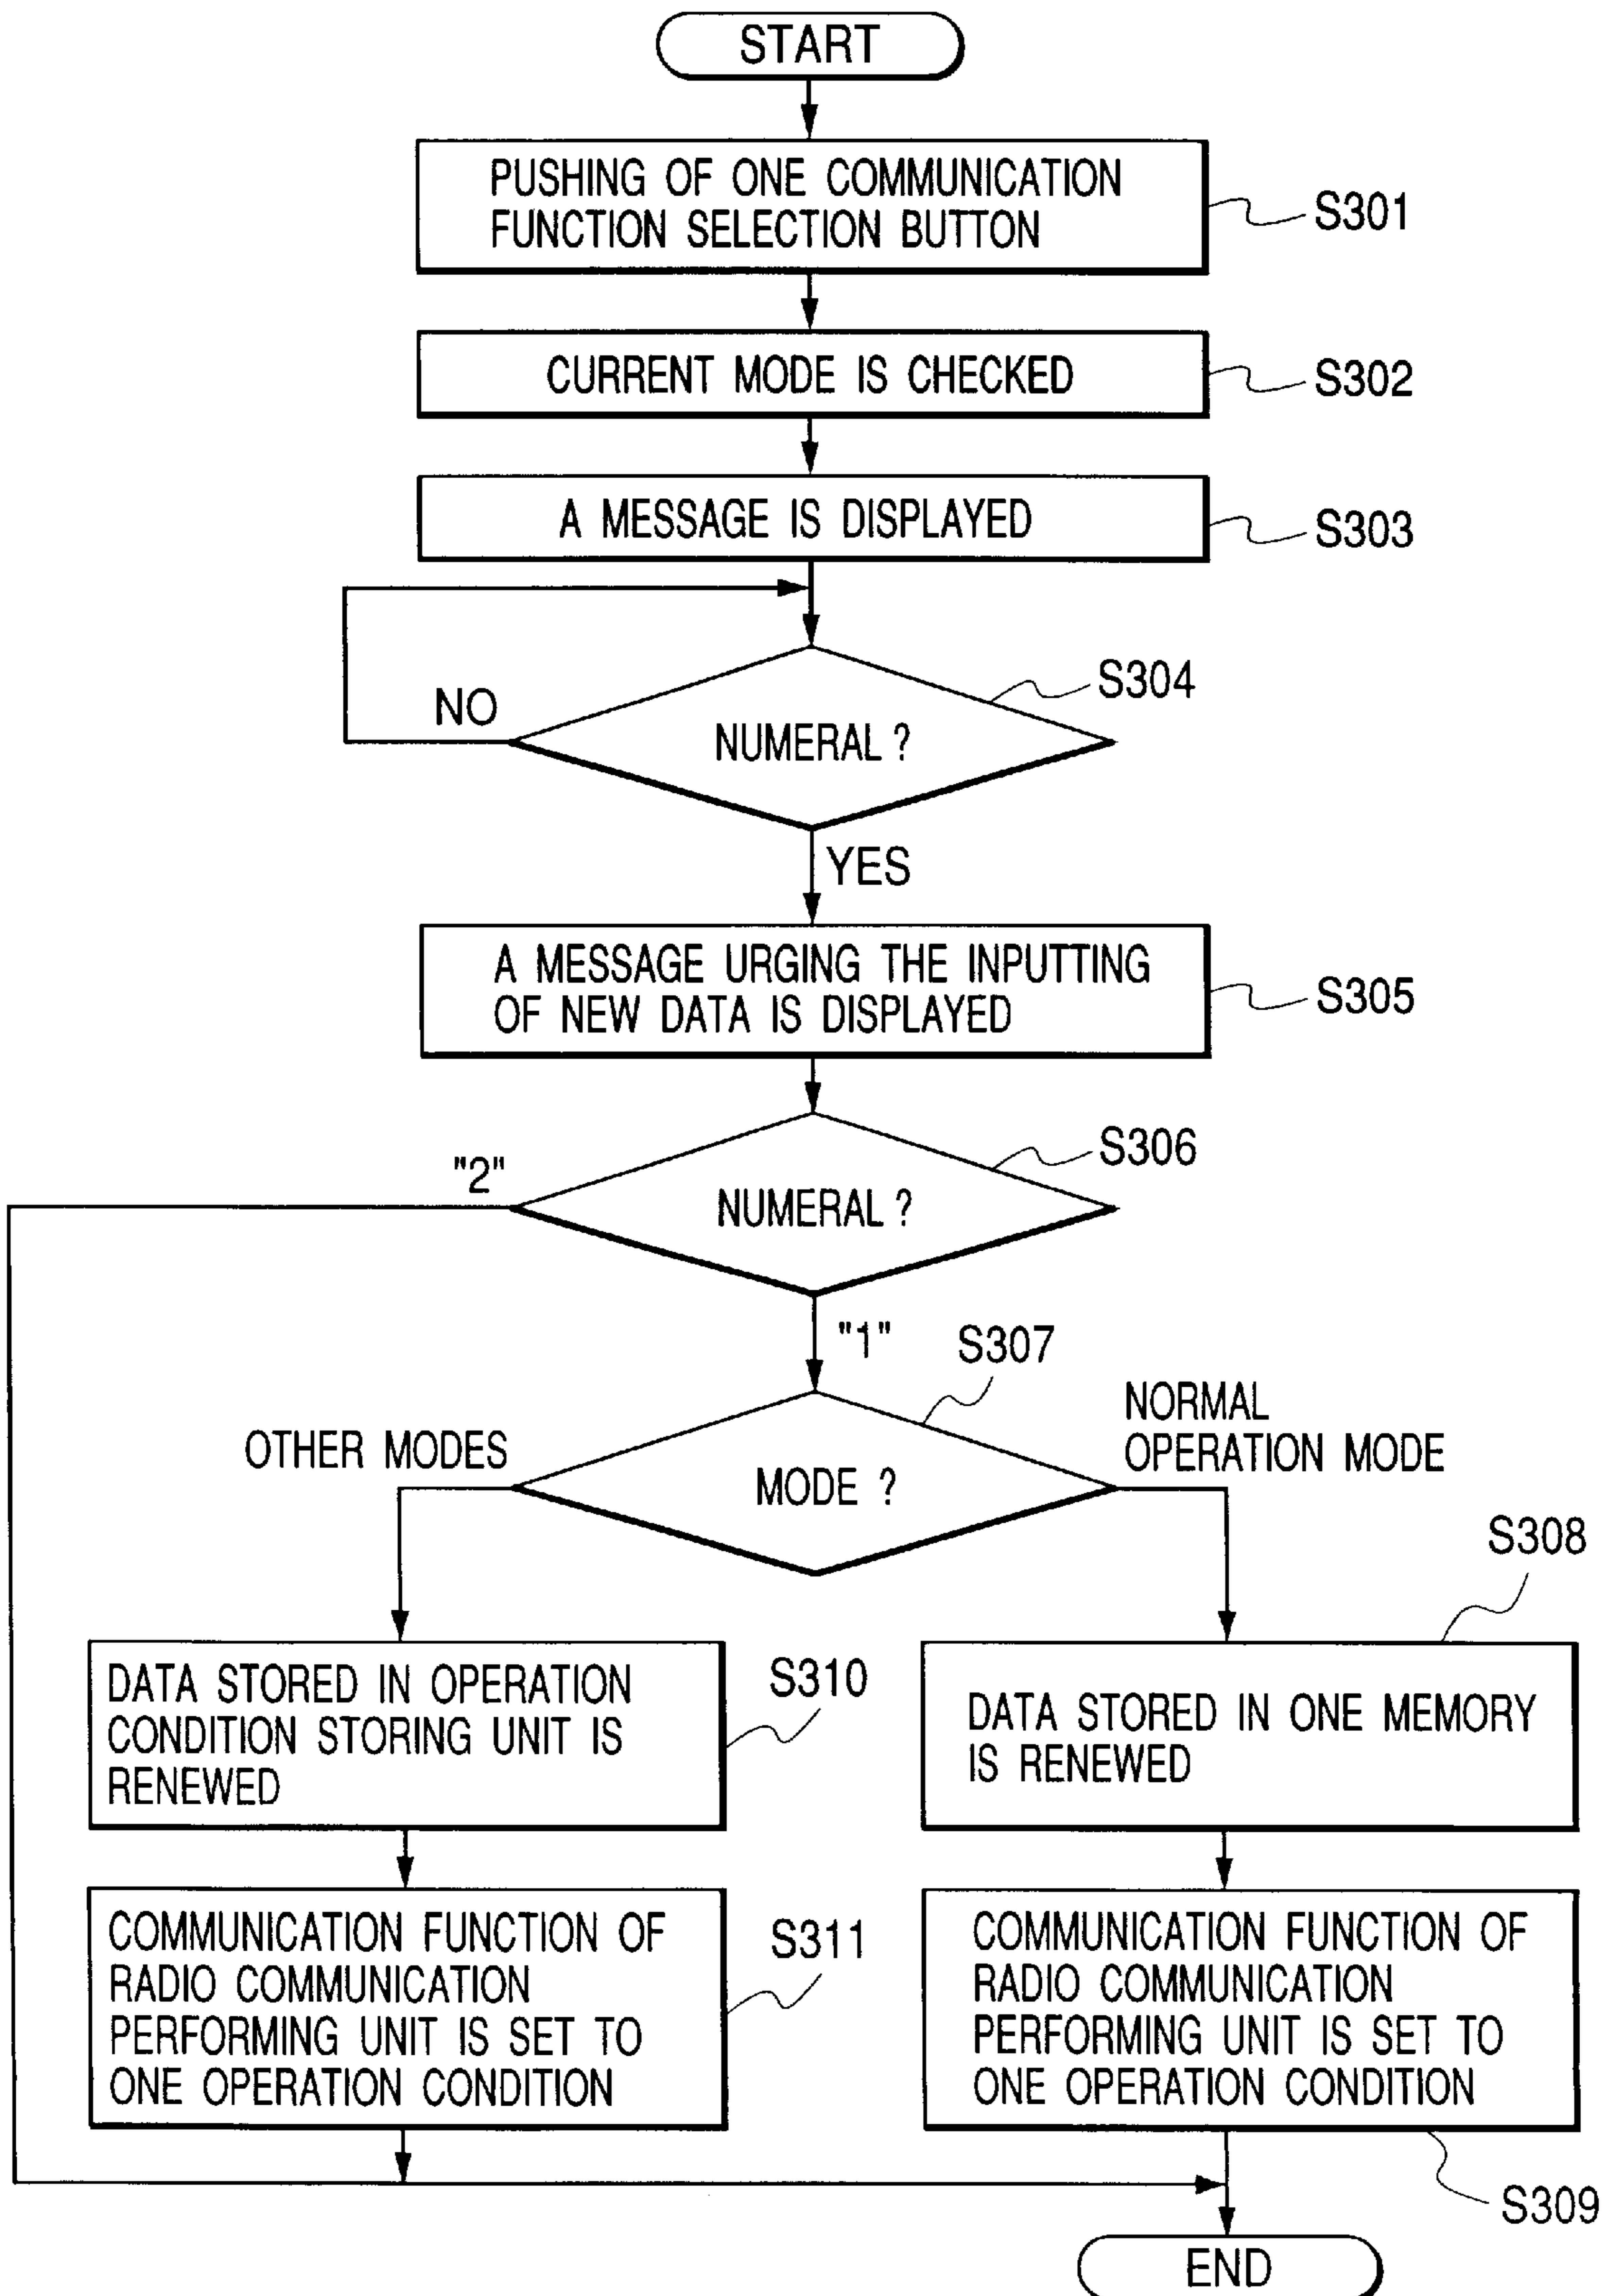 START
PUSHING OF ONE COMMUNICATION
FUNCTION SELECTION BUTTON
S301
CURRENT MODE IS CHECKED
S302
A MESSAGE IS DISPLAYED
S303
S304
NO
NUMERAL ?
YES
A MESSAGE URGING THE INPUTTING
OF NEW DATA IS DISPLAYED
S305
S306
"2"
NUMERAL ?
"1"
S307
NORMAL
OPERATION MODE
OTHER MODES
MODE ?
S308
DATA STORED IN OPERATION
CONDITION STORING UNIT IS
RENEWED
S310
DATA STORED IN ONE MEMORY
IS RENEWED
COMMUNICATION FUNCTION OF
RADIO COMMUNICATION
PERFORMING UNIT IS SET TO
ONE OPERATION CONDITION
S311
COMMUNICATION FUNCTION OF
RADIO COMMUNICATION
PERFORMING UNIT IS SET TO
ONE OPERATION CONDITION
S309
END